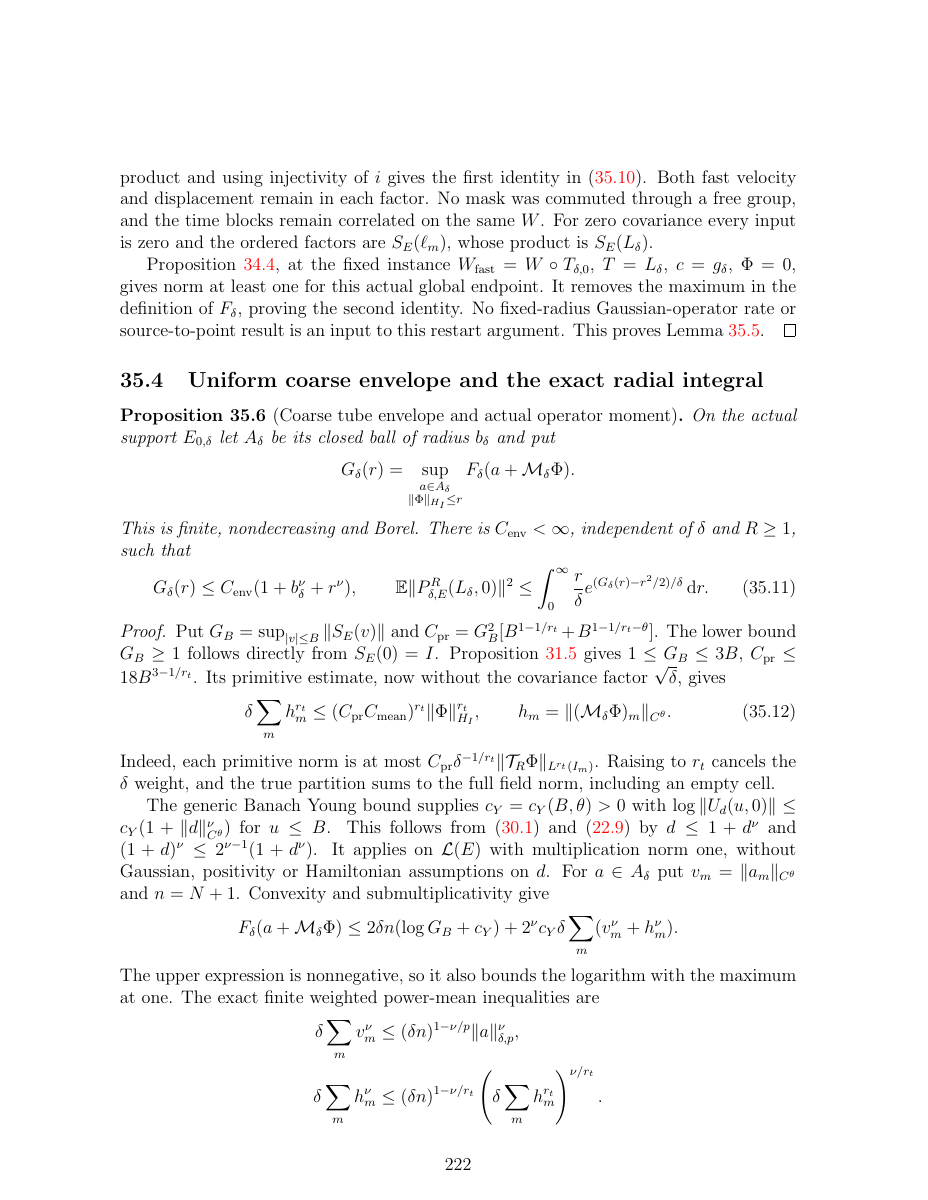 product and using injectivity of i gives the first identity in (35.10). Both fast velocity
and displacement remain in each factor. No mask was commuted through a free group,
and the time blocks remain correlated on the same W. For zero covariance every input
is zero and the ordered factors are S_E(ℓ_m), whose product is S_E(L_δ).
Proposition 34.4, at the fixed instance W_fast = W ∘ T_{δ,0}, T = L_δ, c = g_δ, Φ = 0,
gives norm at least one for this actual global endpoint. It removes the maximum in the
definition of F_δ, proving the second identity. No fixed-radius Gaussian-operator rate or
source-to-point result is an input to this restart argument. This proves Lemma 35.5. □
35.4 Uniform coarse envelope and the exact radial integral
Proposition 35.6 (Coarse tube envelope and actual operator moment). On the actual
support E_{0,δ} let A_δ be its closed ball of radius b_δ and put
G_δ(r) = sup_{a∈A_δ, ‖Φ‖_{H_I}≤r} F_δ(a + ℳ_δΦ).
This is finite, nondecreasing and Borel. There is C_env < ∞, independent of δ and R ≥ 1,
such that
G_δ(r) ≤ C_env(1 + b_δ^ν + r^ν), 𝔼‖P^R_{δ,E}(L_δ, 0)‖² ≤ ∫_0^∞ (r/δ) e^{(G_δ(r)−r²/2)/δ} dr. (35.11)
Proof. Put G_B = sup_{|v|≤B} ‖S_E(v)‖ and C_pr = G_B²[B^{1−1/r_t} + B^{1−1/r_t−θ}]. The lower bound
G_B ≥ 1 follows directly from S_E(0) = I. Proposition 31.5 gives 1 ≤ G_B ≤ 3B, C_pr ≤
18B^{3−1/r_t}. Its primitive estimate, now without the covariance factor √δ, gives
δ ∑_m h_m^{r_t} ≤ (C_pr C_mean)^{r_t} ‖Φ‖_{H_I}^{r_t}, h_m = ‖(ℳ_δΦ)_m‖_{C^θ}. (35.12)
Indeed, each primitive norm is at most C_pr δ^{−1/r_t} ‖𝒯_RΦ‖_{L^{r_t}(I_m)}. Raising to r_t cancels the
δ weight, and the true partition sums to the full field norm, including an empty cell.
The generic Banach Young bound supplies c_Y = c_Y(B, θ) > 0 with log ‖U_d(u, 0)‖ ≤
c_Y(1 + ‖d‖^ν_{C^θ}) for u ≤ B. This follows from (30.1) and (22.9) by d ≤ 1 + d^ν and
(1 + d)^ν ≤ 2^{ν−1}(1 + d^ν). It applies on ℒ(E) with multiplication norm one, without
Gaussian, positivity or Hamiltonian assumptions on d. For a ∈ A_δ put v_m = ‖a_m‖_{C^θ}
and n = N + 1. Convexity and submultiplicativity give
F_δ(a + ℳ_δΦ) ≤ 2δn(log G_B + c_Y) + 2^ν c_Y δ ∑_m (v_m^ν + h_m^ν).
The upper expression is nonnegative, so it also bounds the logarithm with the maximum
at one. The exact finite weighted power-mean inequalities are
δ ∑_m v_m^ν ≤ (δn)^{1−ν/p} ‖a‖^ν_{δ,p},
δ ∑_m h_m^ν ≤ (δn)^{1−ν/r_t} (δ ∑_m h_m^{r_t})^{ν/r_t}.
222